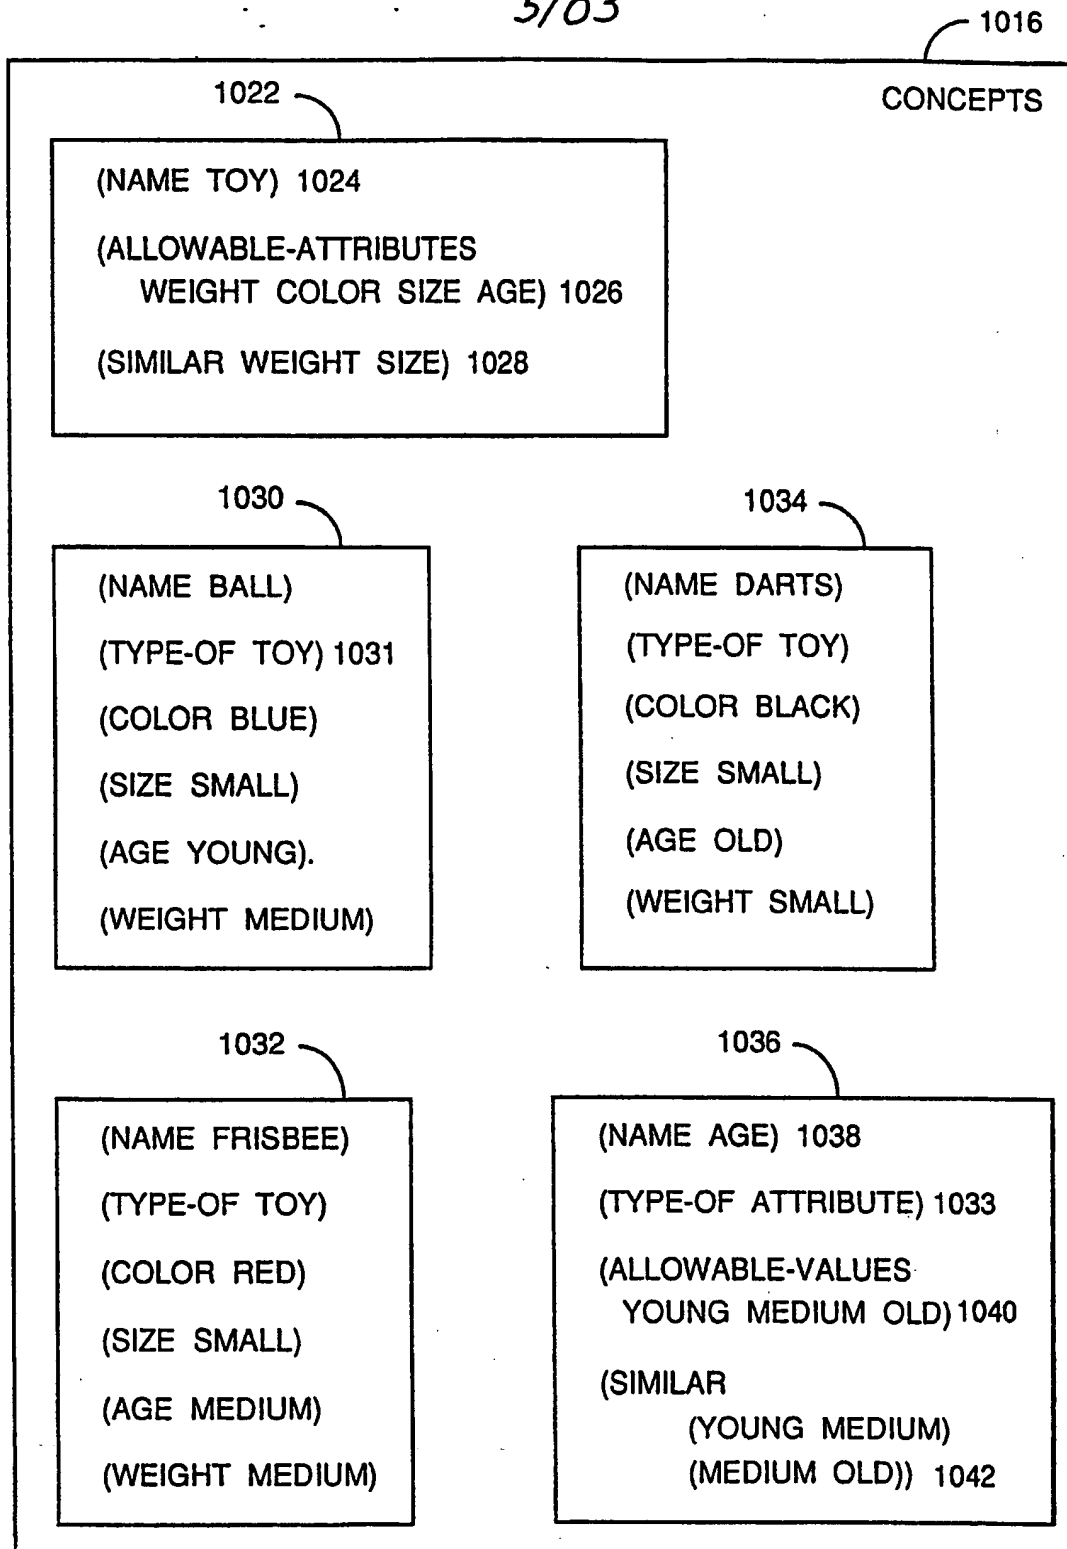 5/03
1016
CONCEPTS
1022
(NAME TOY) 1024
(ALLOWABLE-ATTRIBUTES
WEIGHT COLOR SIZE AGE) 1026
(SIMILAR WEIGHT SIZE) 1028
1030
(NAME BALL)
(TYPE-OF TOY) 1031
(COLOR BLUE)
(SIZE SMALL)
(AGE YOUNG).
(WEIGHT MEDIUM)
1034
(NAME DARTS)
(TYPE-OF TOY)
(COLOR BLACK)
(SIZE SMALL)
(AGE OLD)
(WEIGHT SMALL)
1032
(NAME FRISBEE)
(TYPE-OF TOY)
(COLOR RED)
(SIZE SMALL)
(AGE MEDIUM)
(WEIGHT MEDIUM)
1036
(NAME AGE) 1038
(TYPE-OF ATTRIBUTE) 1033
(ALLOWABLE-VALUES
YOUNG MEDIUM OLD) 1040
(SIMILAR
(YOUNG MEDIUM)
(MEDIUM OLD)) 1042